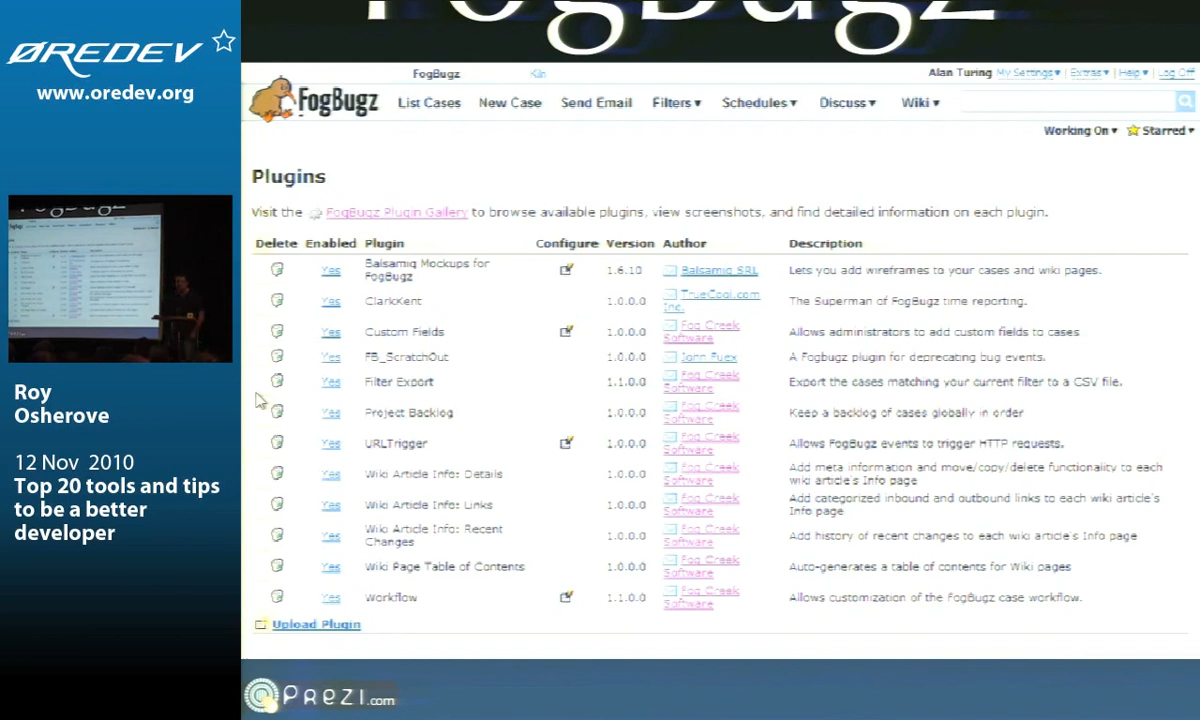 ØREDEV
www.oredev.org
Roy
Osherove
12 Nov 2010
Top 20 tools and tips
to be a better
developer
FogBugz
FogBugz Kiln Alan Turing My Settings | Extras | Help | Log Off
FogBugz List Cases New Case Send Email Filters Schedules Discuss Wiki
Working On Starred
Plugins
Visit the FogBugz Plugin Gallery to browse available plugins, view screenshots, and find detailed information on each plugin.
Delete Enabled Plugin Configure Version Author Description
Yes Balsamiq Mockups for FogBugz 1.6.10 Balsamiq SRL Lets you add wireframes to your cases and wiki pages.
Yes ClarkKent 1.0.0.0 TrueCool.com Inc. The Superman of FogBugz time reporting.
Yes Custom Fields 1.0.0.0 Fog Creek Software Allows administrators to add custom fields to cases
Yes FB_ScratchOut 1.0.0.0 John Fuex A Fogbugz plugin for deprecating bug events.
Yes Filter Export 1.1.0.0 Fog Creek Software Export the cases matching your current filter to a CSV file.
Yes Project Backlog 1.0.0.0 Fog Creek Software Keep a backlog of cases globally in order
Yes URLTrigger 1.0.0.0 Fog Creek Software Allows FogBugz events to trigger HTTP requests.
Yes Wiki Article Info: Details 1.0.0.0 Fog Creek Software Add meta information and move/copy/delete functionality to each wiki article's Info page
Yes Wiki Article Info: Links 1.0.0.0 Fog Creek Software Add categorized inbound and outbound links to each wiki article's Info page
Yes Wiki Article Info: Recent Changes 1.0.0.0 Fog Creek Software Add history of recent changes to each wiki article's Info page
Yes Wiki Page Table of Contents 1.0.0.0 Fog Creek Software Auto-generates a table of contents for Wiki pages
Yes Workflow 1.1.0.0 Fog Creek Software Allows customization of the FogBugz case workflow.
Upload Plugin
Prezi.com